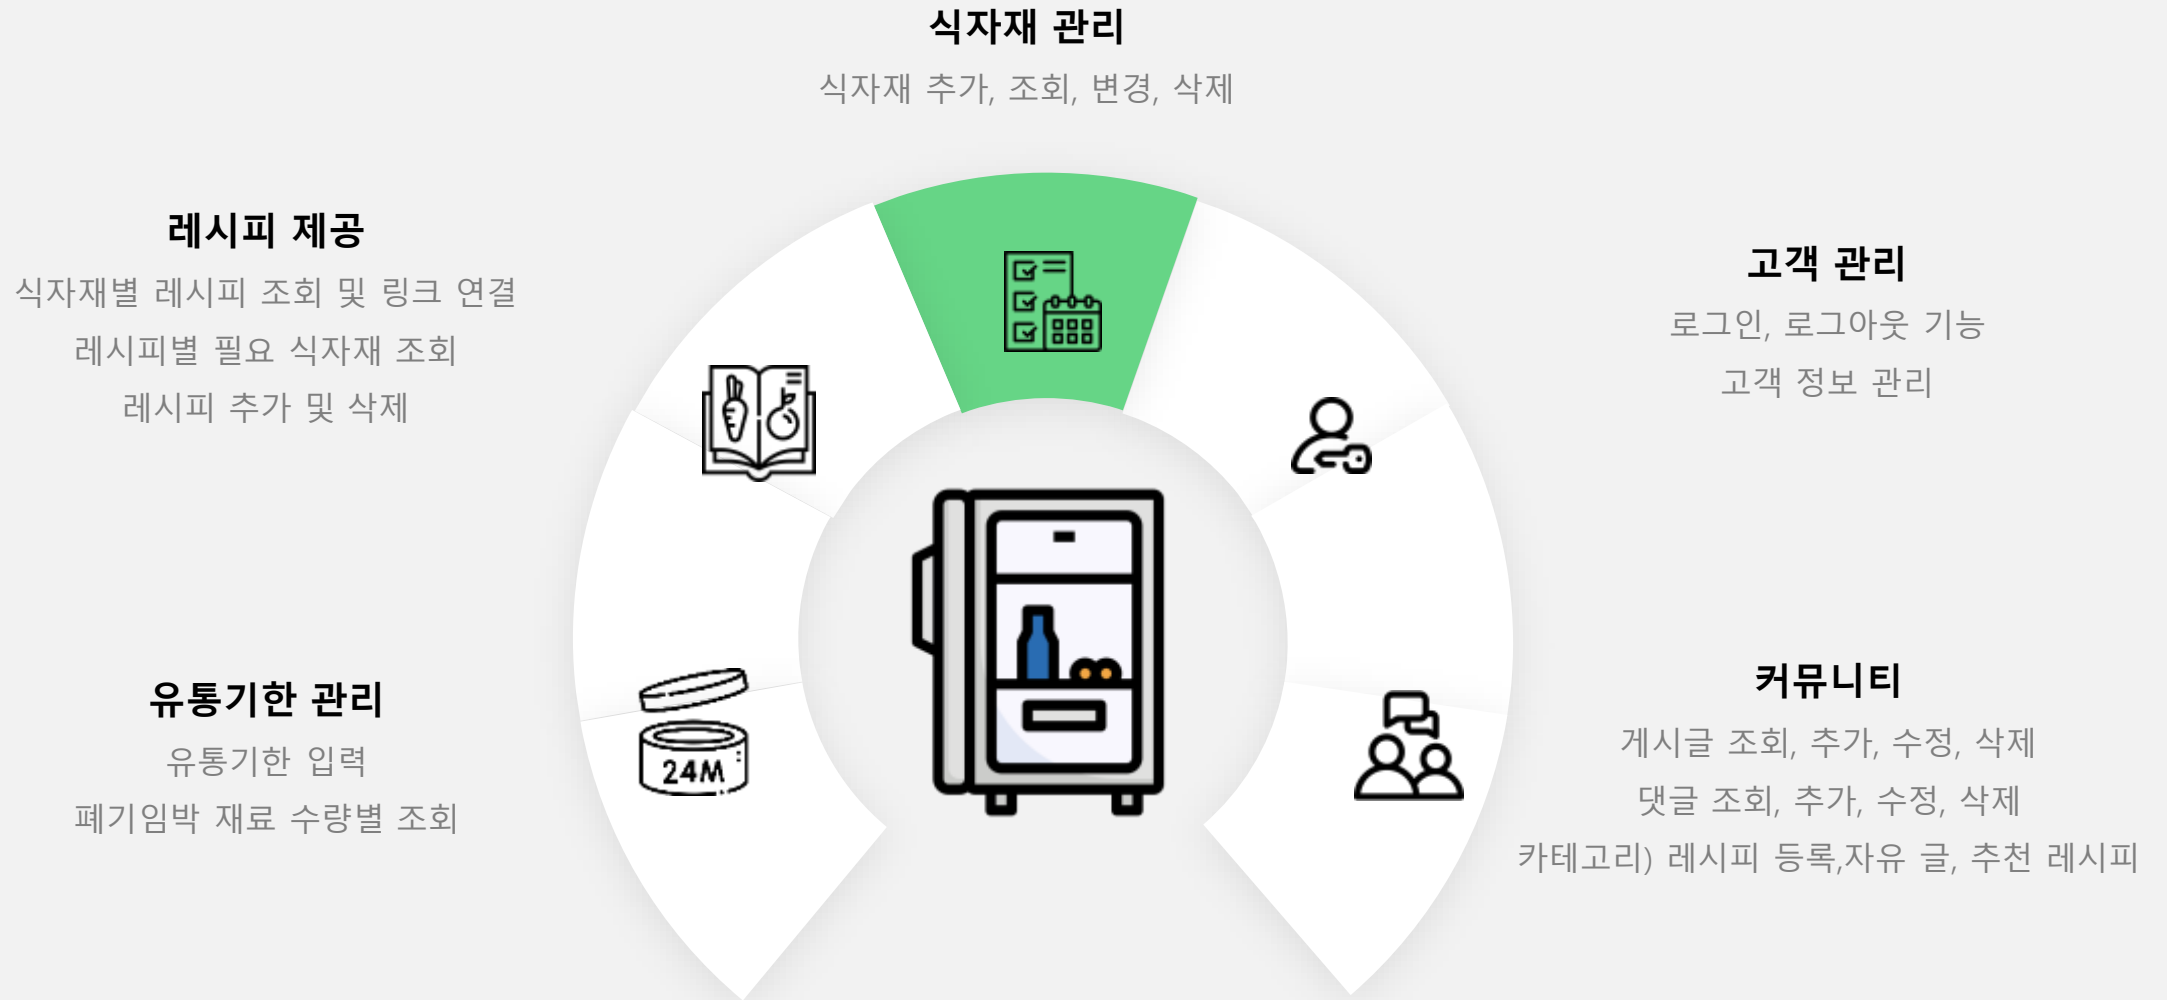 식자재 관리
식자재 추가, 조회, 변경, 삭제
레시피 제공
식자재별 레시피 조회 및 링크 연결
레시피별 필요 식자재 조회
레시피 추가 및 삭제
고객 관리
로그인, 로그아웃 기능
고객 정보 관리
유통기한 관리
유통기한 입력
폐기임박 재료 수량별 조회
24M
커뮤니티
게시글 조회, 추가, 수정, 삭제
댓글 조회, 추가, 수정, 삭제
카테고리) 레시피 등록,자유 글, 추천 레시피